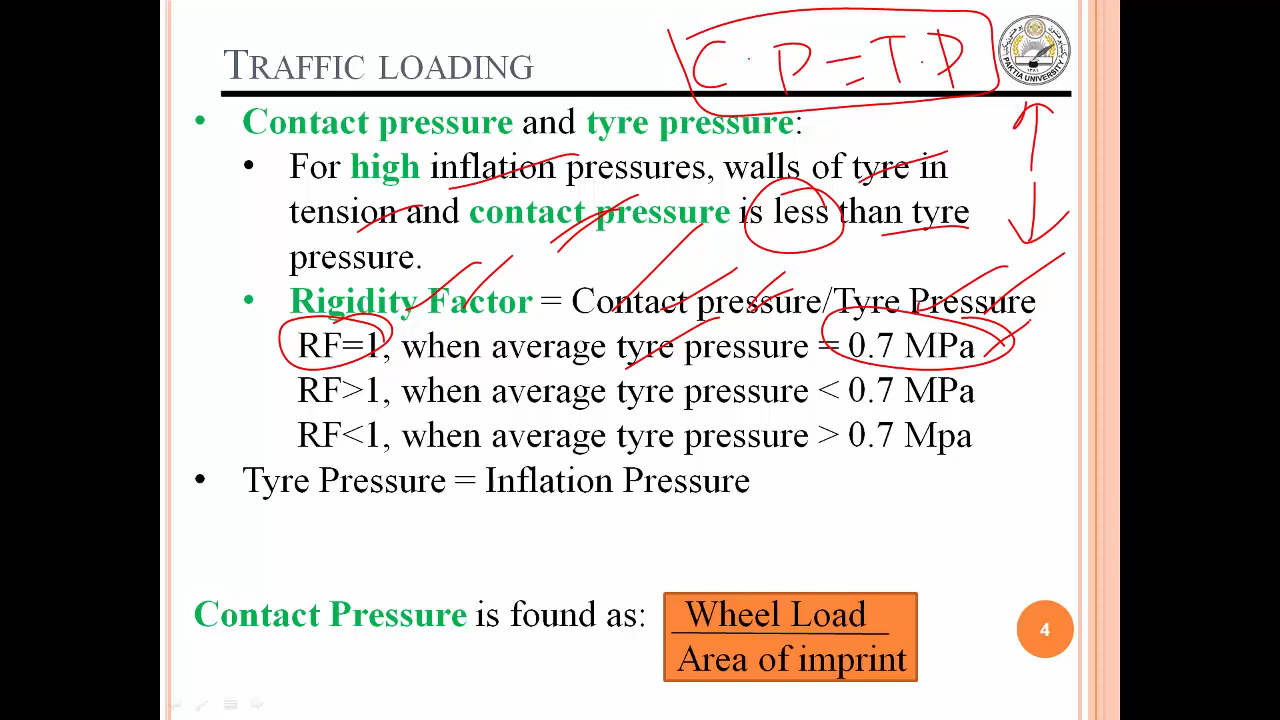 TRAFFIC LOADING
C.P=T.P
PAKTIA UNIVERSITY
• Contact pressure and tyre pressure:
• For high inflation pressures, walls of tyre in
tension and contact pressure is less than tyre
pressure.
• Rigidity Factor = Contact pressure/Tyre Pressure
RF=1, when average tyre pressure = 0.7 MPa
RF>1, when average tyre pressure < 0.7 MPa
RF<1, when average tyre pressure > 0.7 Mpa
• Tyre Pressure = Inflation Pressure
Contact Pressure is found as:
Wheel Load
Area of imprint
4